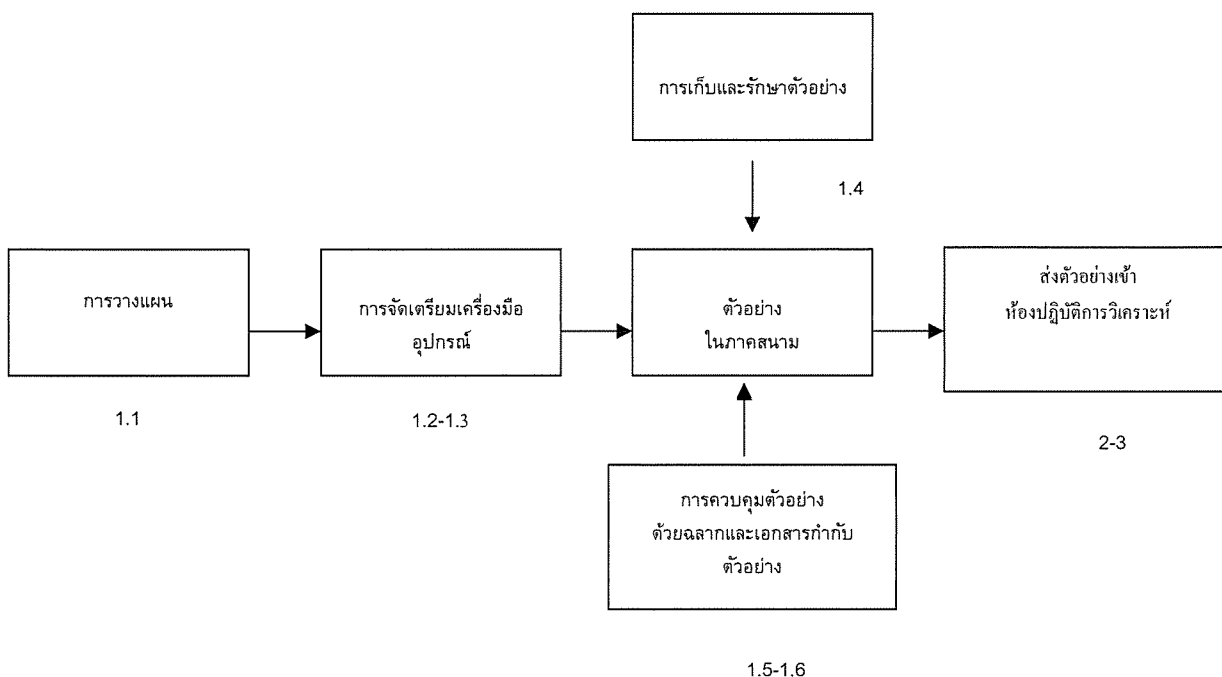 การเก็บและรักษาตัวอย่าง
1.4
การวางแผน
การจัดเตรียมเครื่องมือ
อุปกรณ์
ตัวอย่าง
ในภาคสนาม
ส่งตัวอย่างเข้า
ห้องปฏิบัติการวิเคราะห์
1.1
1.2-1.3
2-3
การควบคุมตัวอย่าง
ด้วยฉลากและเอกสารกำกับ
ตัวอย่าง
1.5-1.6